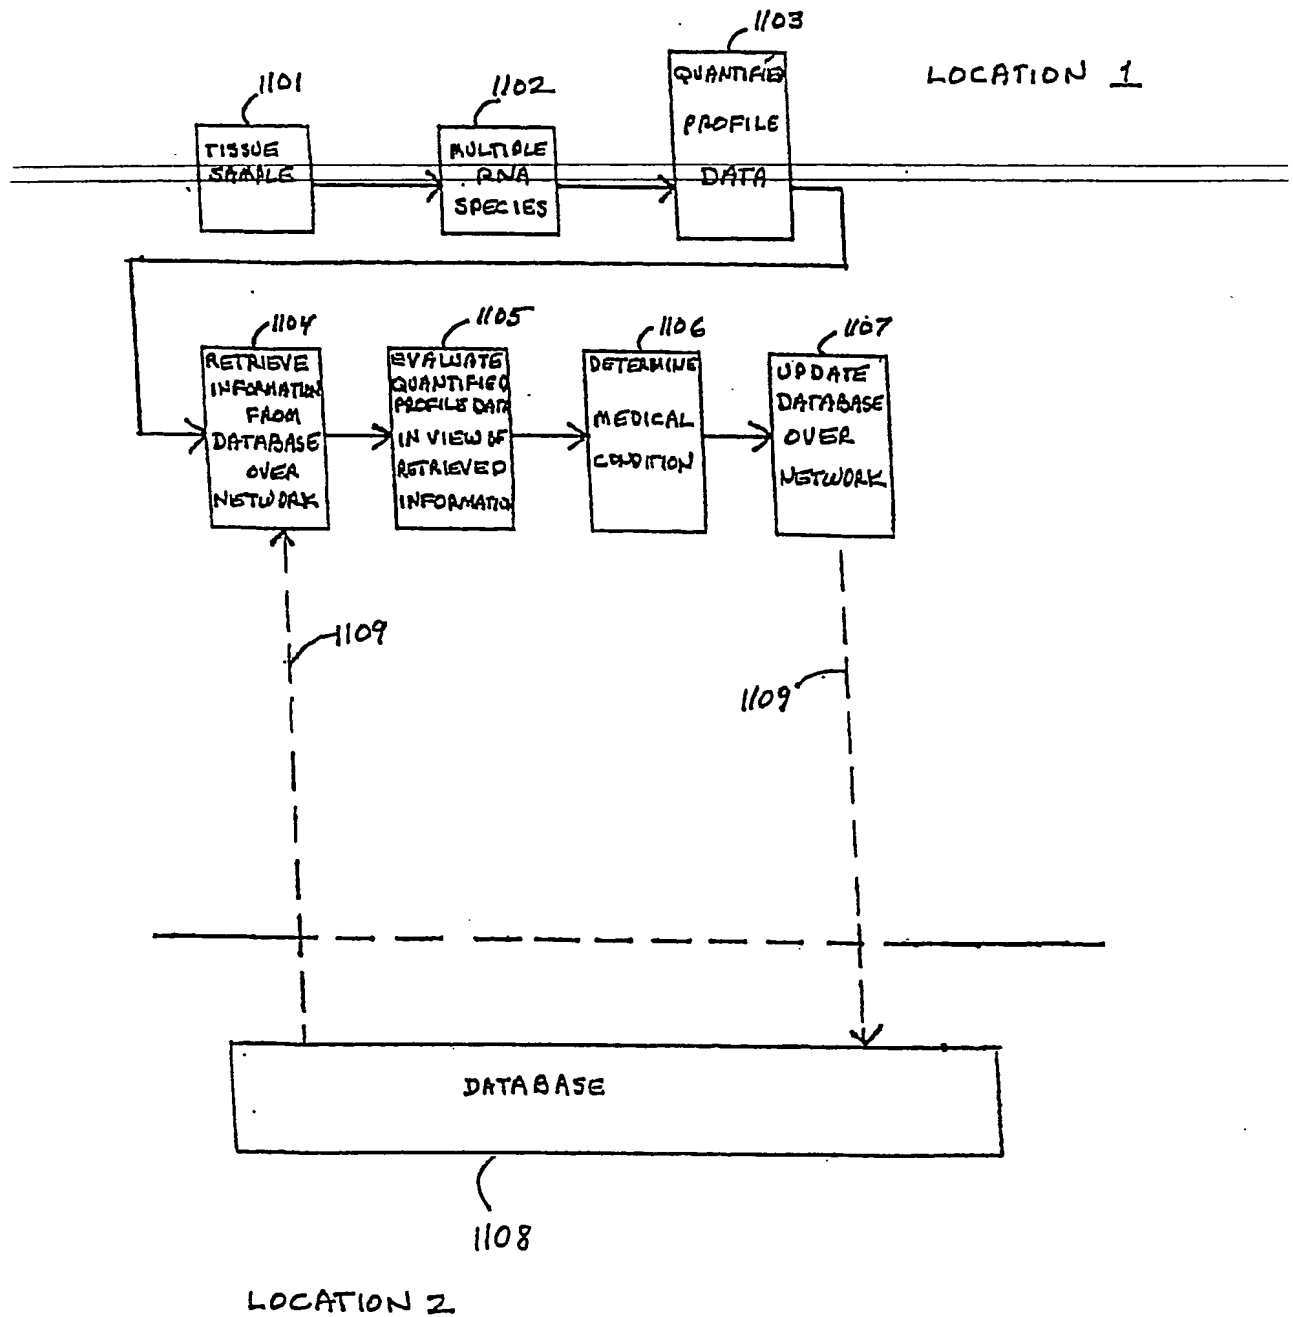 1103
LOCATION 1
1101
1102
QUANTIFIED
PROFILE
DATA
TISSUE
SAMPLE
MULTIPLE
RNA
SPECIES
1104
1105
1106
1107
RETRIEVE
INFORMATION
FROM
DATABASE
OVER
NETWORK
EVALUATE
QUANTIFIED
PROFILE DATA
IN VIEW OF
RETRIEVED
INFORMATIO
DETERMINE
MEDICAL
CONDITION
UPDATE
DATABASE
OVER
NETWORK
1109
1109
DATABASE
1108
LOCATION 2